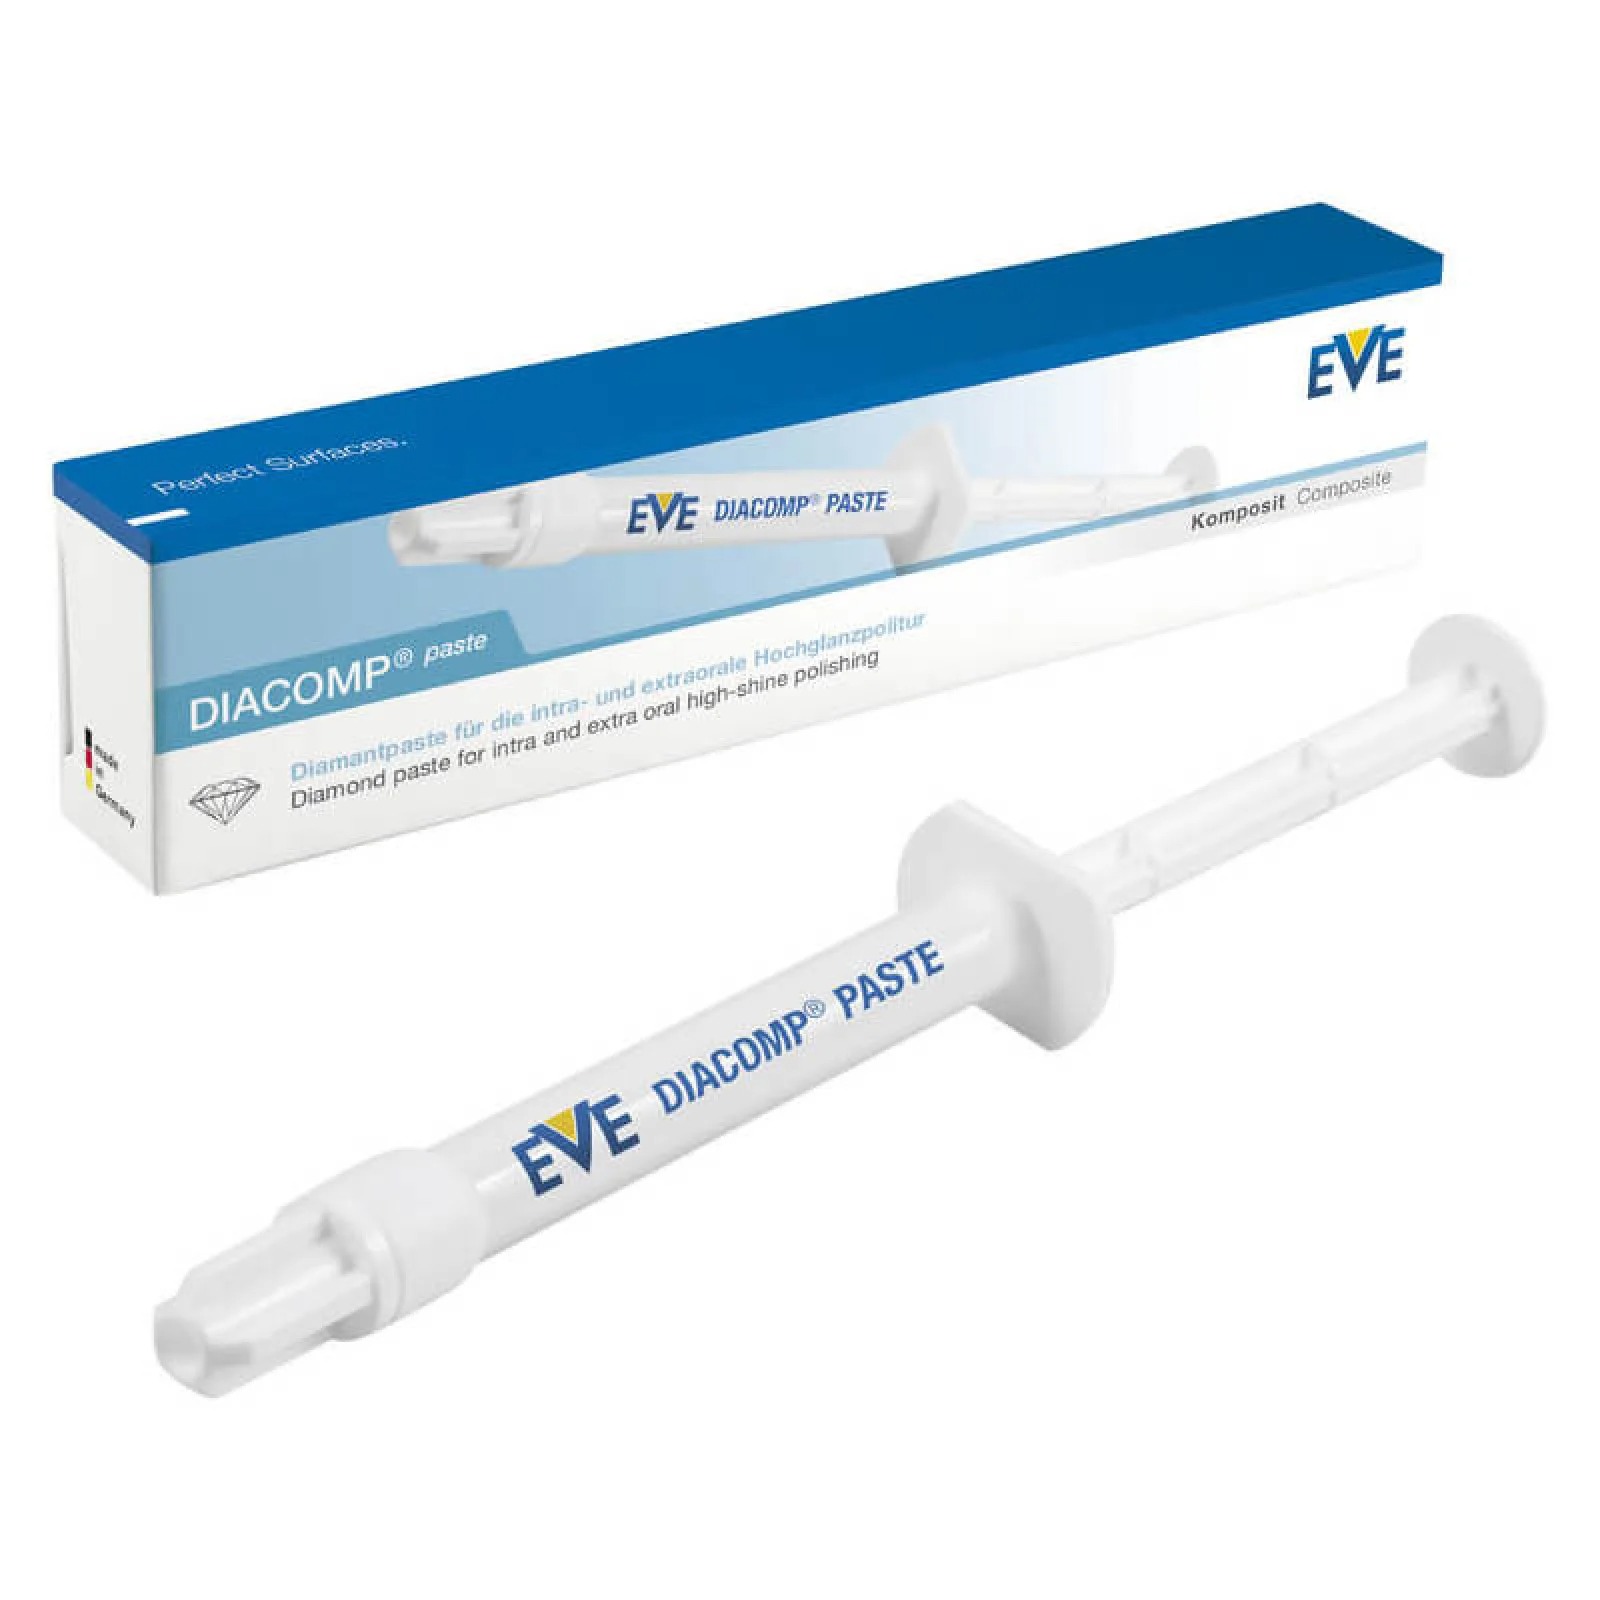 Perfect Surfaces.
EVE
EVE DIACOMP® PASTE
Komposit Composite
DIACOMP® paste
Diamantpaste für die intra- und extraorale Hochglanzpolitur
Diamond paste for intra and extra oral high-shine polishing
made
in
Germany
EVE DIACOMP® PASTE